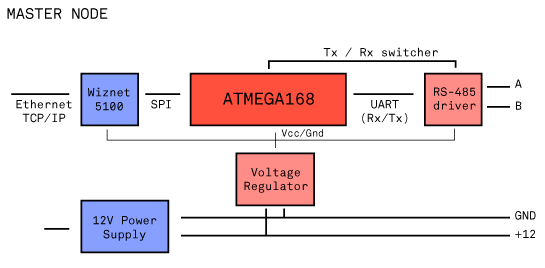 MASTER NODE
Tx / Rx switcher
Ethernet
TCP/IP
Wiznet
5100
SPI
ATMEGA168
UART
(Rx/Tx)
RS-485
driver
A
B
Vcc/Gnd
Voltage
Regulator
12V Power
Supply
GND
+12